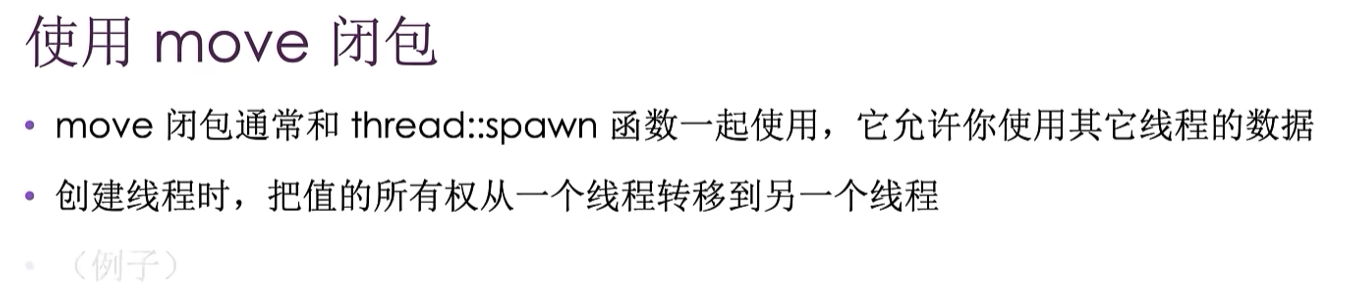 使用 move 闭包
• move 闭包通常和 thread::spawn 函数一起使用，它允许你使用其它线程的数据
• 创建线程时，把值的所有权从一个线程转移到另一个线程
• （例子）